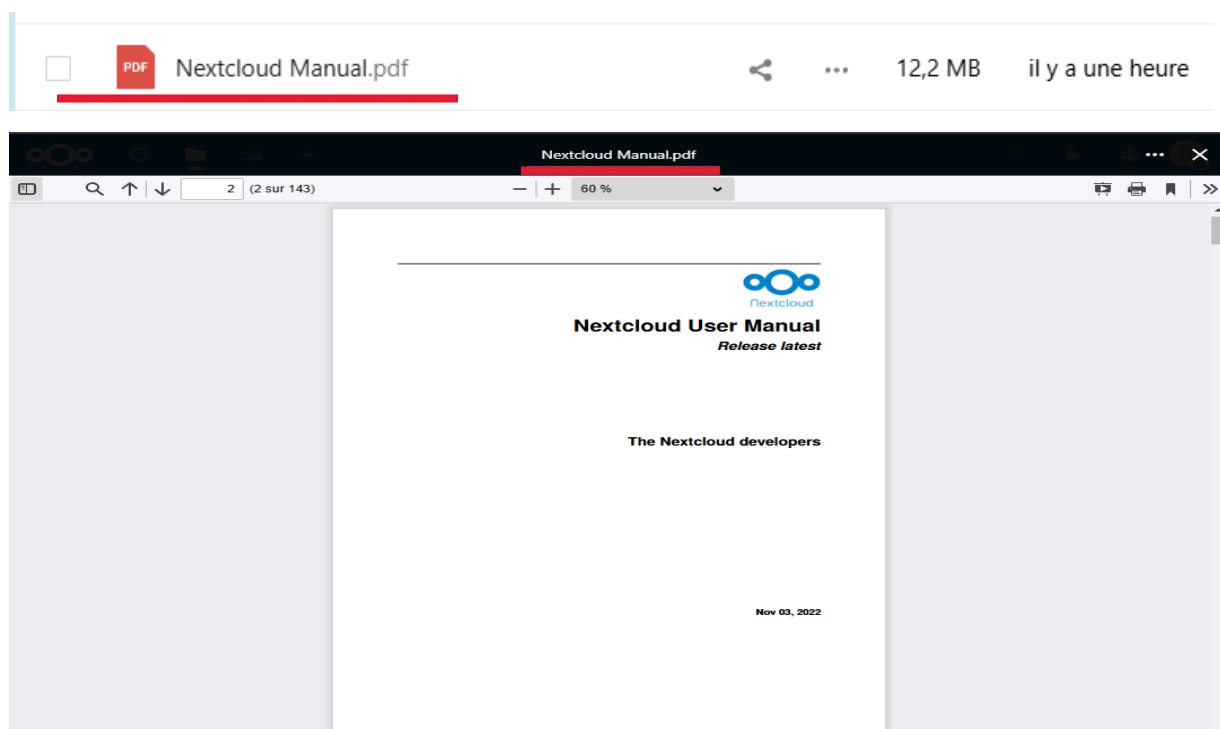 PDF Nextcloud Manual.pdf 12,2 MB il y a une heure
Nextcloud Manual.pdf
2 (2 sur 143) 60 %
Nextcloud
Nextcloud User Manual
Release latest
The Nextcloud developers
Nov 03, 2022